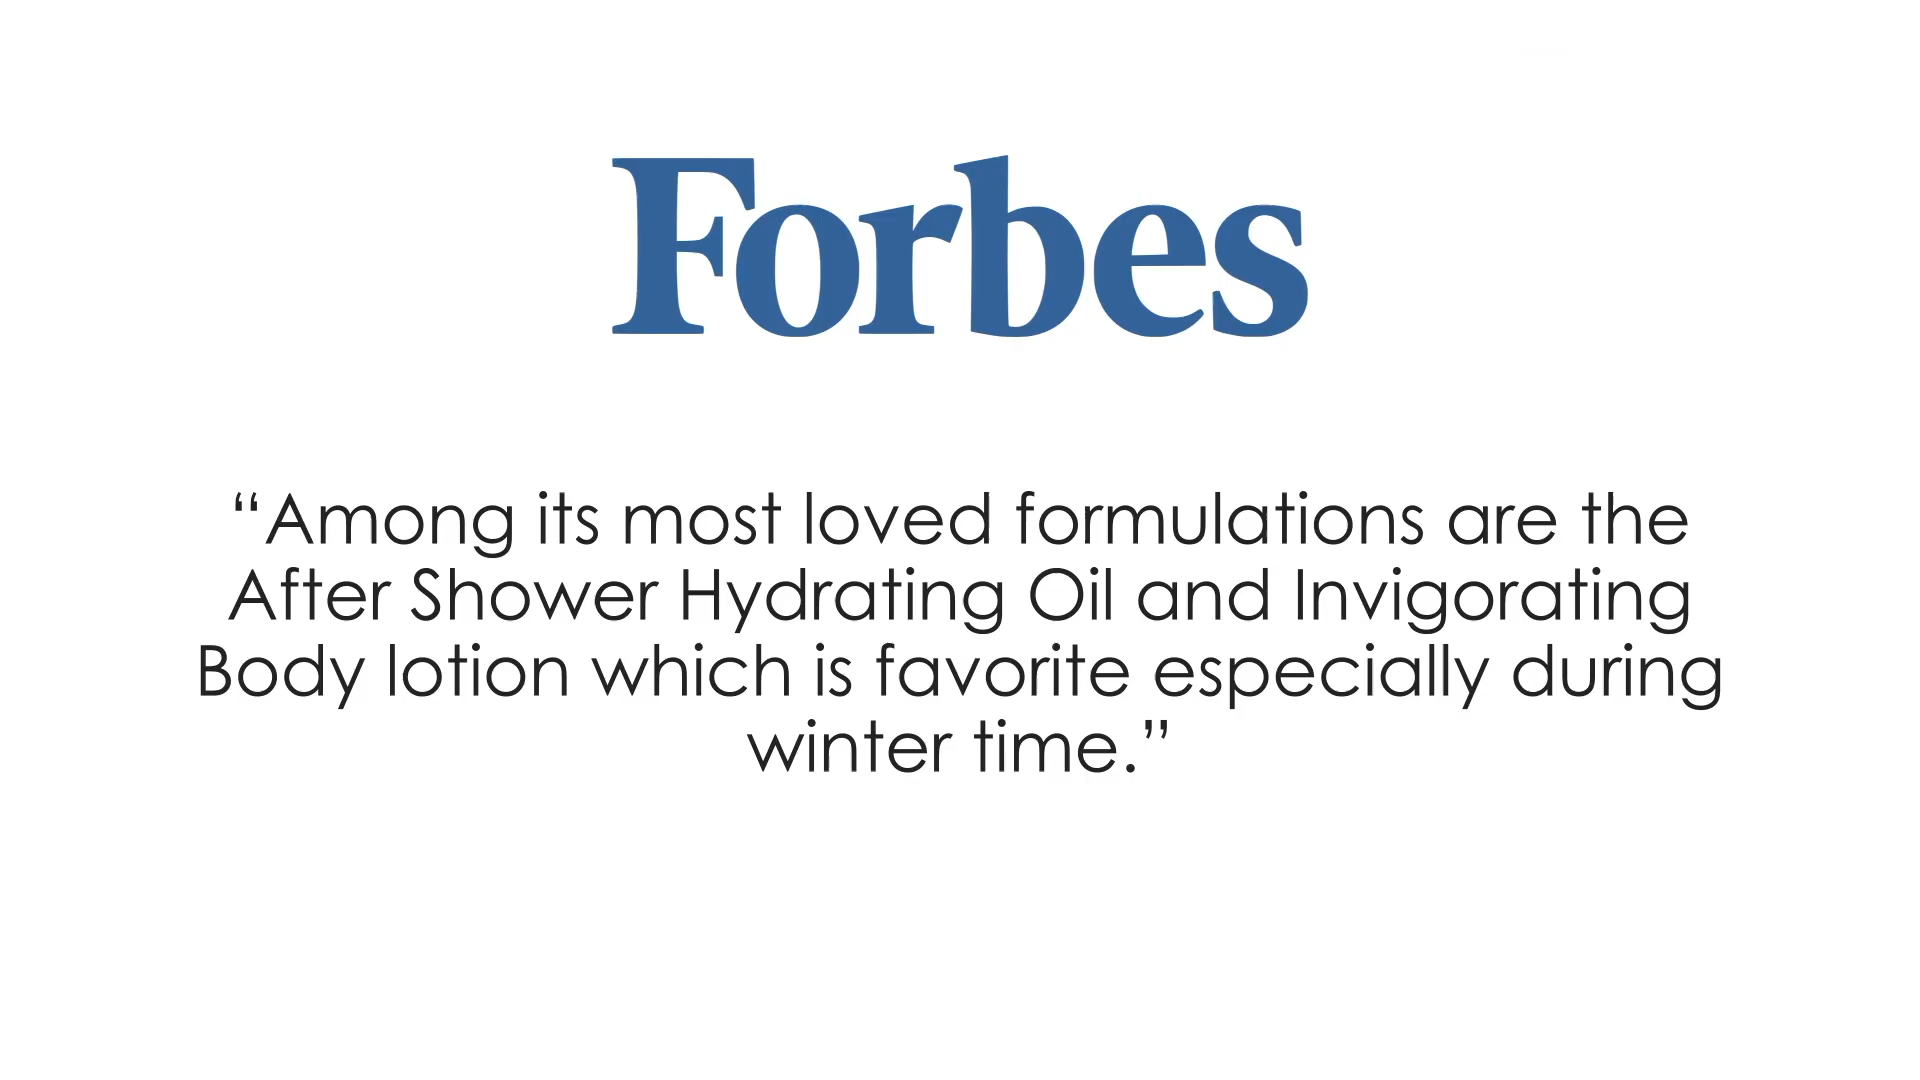 Forbes
“Among its most loved formulations are the
After Shower Hydrating Oil and Invigorating
Body lotion which is favorite especially during
winter time.”